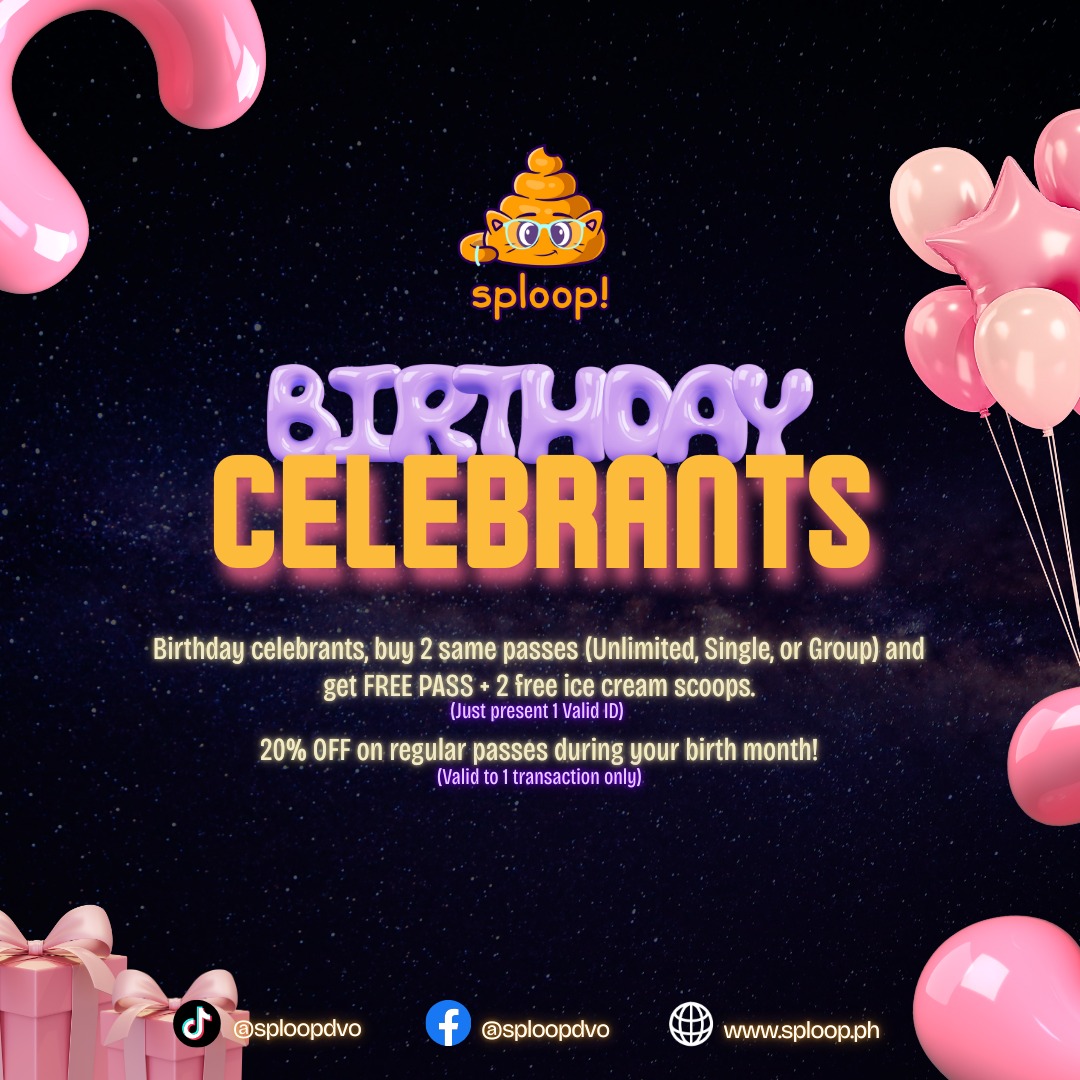 sploop!
BIRTHDAY
CELEBRANTS
Birthday celebrants, buy 2 same passes (Unlimited, Single, or Group) and
get FREE PASS + 2 free ice cream scoops.
(Just present 1 Valid ID)
20% OFF on regular passes during your birth month!
(Valid to 1 transaction only)
@sploopdvo
@sploopdvo
www.sploop.ph